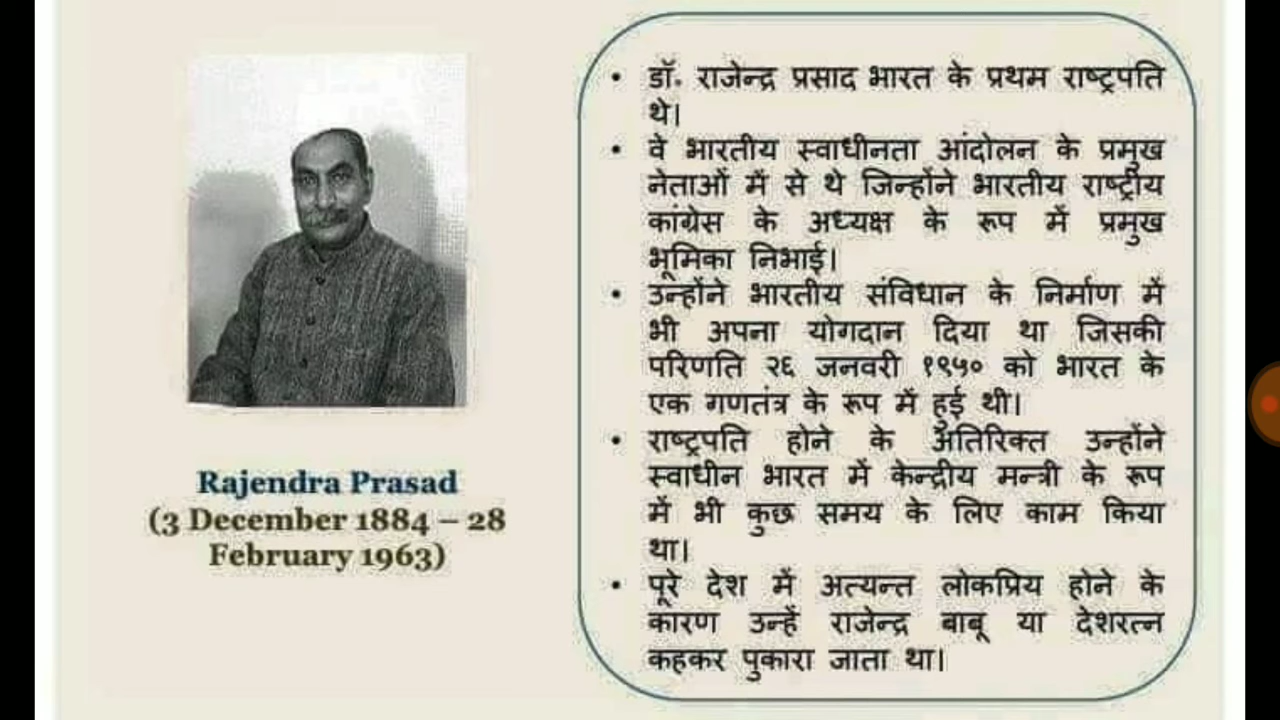 Rajendra Prasad
(3 December 1884 – 28
February 1963)
• डॉ. राजेन्द्र प्रसाद भारत के प्रथम राष्ट्रपति
थे।
• वे भारतीय स्वाधीनता आंदोलन के प्रमुख
नेताओं में से थे जिन्होंने भारतीय राष्ट्रीय
कांग्रेस के अध्यक्ष के रूप में प्रमुख
भूमिका निभाई।
• उन्होंने भारतीय संविधान के निर्माण में
भी अपना योगदान दिया था जिसकी
परिणति २६ जनवरी १९५० को भारत के
एक गणतंत्र के रूप में हुई थी।
• राष्ट्रपति होने के अतिरिक्त उन्होंने
स्वाधीन भारत में केन्द्रीय मन्त्री के रूप
में भी कुछ समय के लिए काम किया
था।
• पूरे देश में अत्यन्त लोकप्रिय होने के
कारण उन्हें राजेन्द्र बाबू या देशरत्न
कहकर पुकारा जाता था।